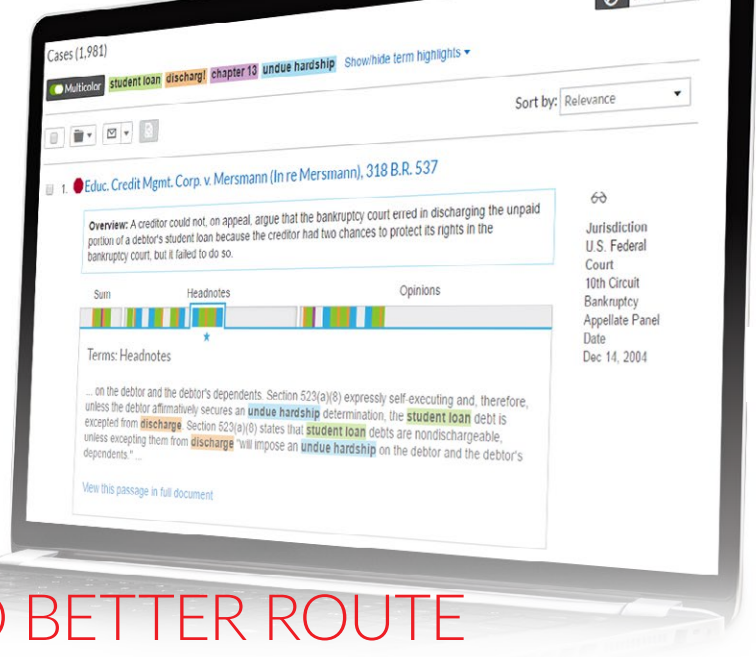 Cases (1,981)
Multicolor student loan discharg! chapter 13 undue hardship Show/hide term highlights
Sort by: Relevance
1. Educ. Credit Mgmt. Corp. v. Mersmann (In re Mersmann), 318 B.R. 537
Overview: A creditor could not, on appeal, argue that the bankruptcy court erred in discharging the unpaid
portion of a debtor's student loan because the creditor had two chances to protect its rights in the
bankruptcy court, but it failed to do so.
Jurisdiction
U.S. Federal
Court
10th Circuit
Bankruptcy
Appellate Panel
Date
Dec 14, 2004
Sum Headnotes Opinions
Terms: Headnotes
... on the debtor and the debtor's dependents. Section 523(a)(8) expressly self-executing and, therefore,
unless the debtor affirmatively secures an undue hardship determination, the student loan debt is
excepted from discharge. Section 523(a)(8) states that student loan debts are nondischargeable,
unless excepting them from discharge "will impose an undue hardship on the debtor and the debtor's
dependents." ...
View this passage in full document
BETTER ROUTE